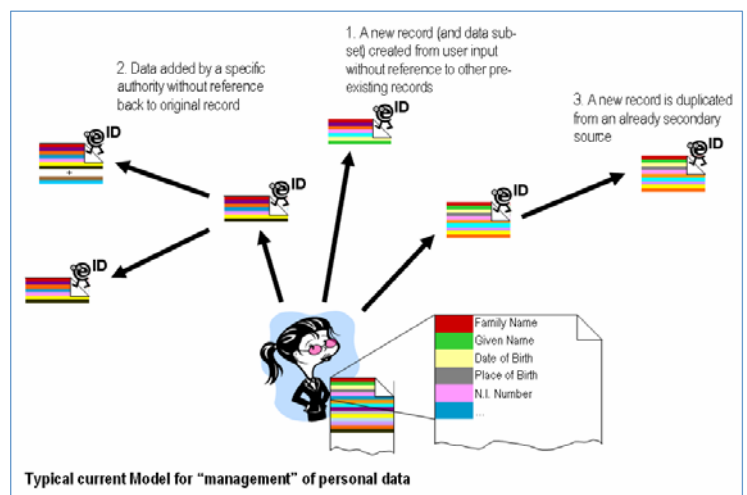 1. A new record (and data sub-
set) created from user input
without reference to other pre-
existing records
2. Data added by a specific
authority without reference
back to original record
3. A new record is duplicated
from an already secondary
source
ID
ID
ID
ID
ID
ID
+
Family Name
Given Name
Date of Birth
Place of Birth
N.I. Number
...
Typical current Model for “management” of personal data